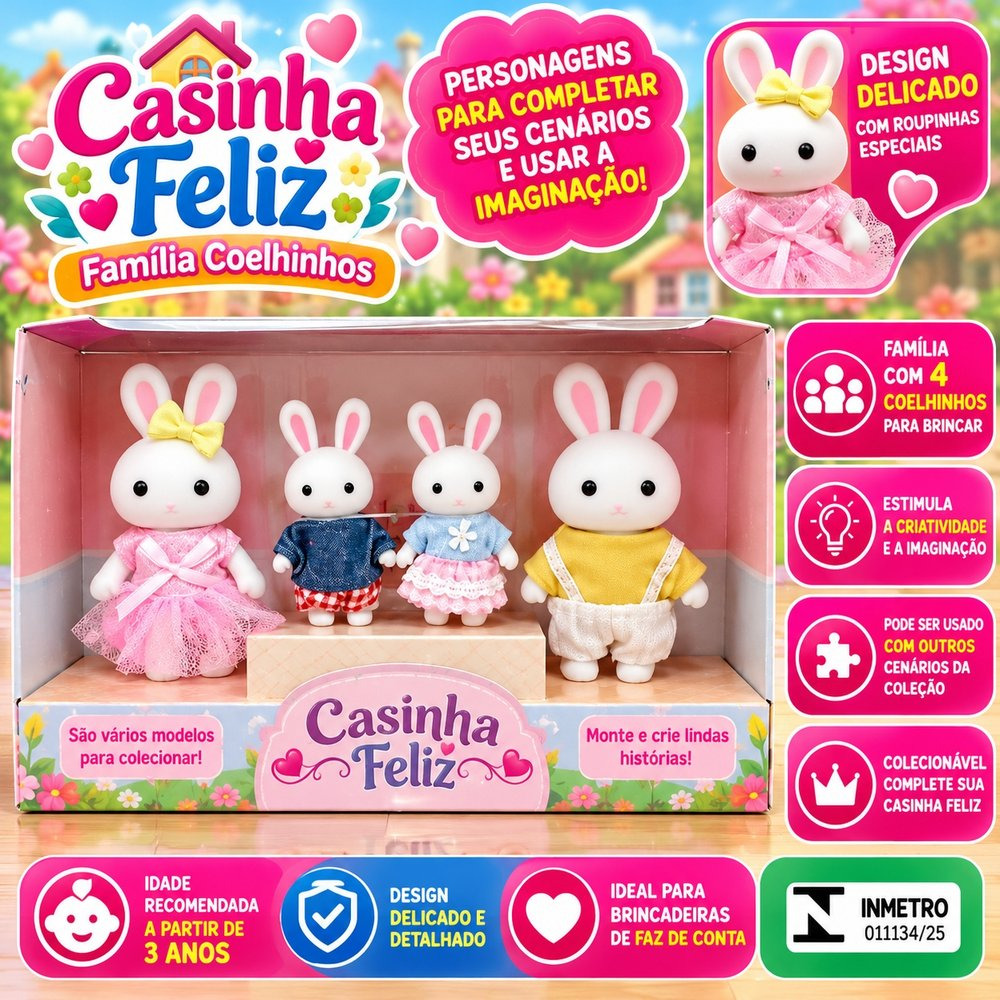 Casinha
Feliz
Família Coelhinhos
PERSONAGENS
PARA COMPLETAR
SEUS CENÁRIOS
E USAR A
IMAGINAÇÃO!
DESIGN
DELICADO
COM ROUPINHAS
ESPECIAIS
FAMÍLIA
COM 4
COELHINHOS
PARA BRINCAR
ESTIMULA
A CRIATIVIDADE
E A IMAGINAÇÃO
PODE SER USADO
COM OUTROS
CENÁRIOS DA
COLEÇÃO
COLECIONÁVEL
COMPLETE SUA
CASINHA FELIZ
São vários modelos
para colecionar!
Casinha
Feliz
Monte e crie lindas
histórias!
IDADE
RECOMENDADA
A PARTIR DE
3 ANOS
DESIGN
DELICADO E
DETALHADO
IDEAL PARA
BRINCADEIRAS
DE FAZ DE CONTA
INMETRO
011134/25